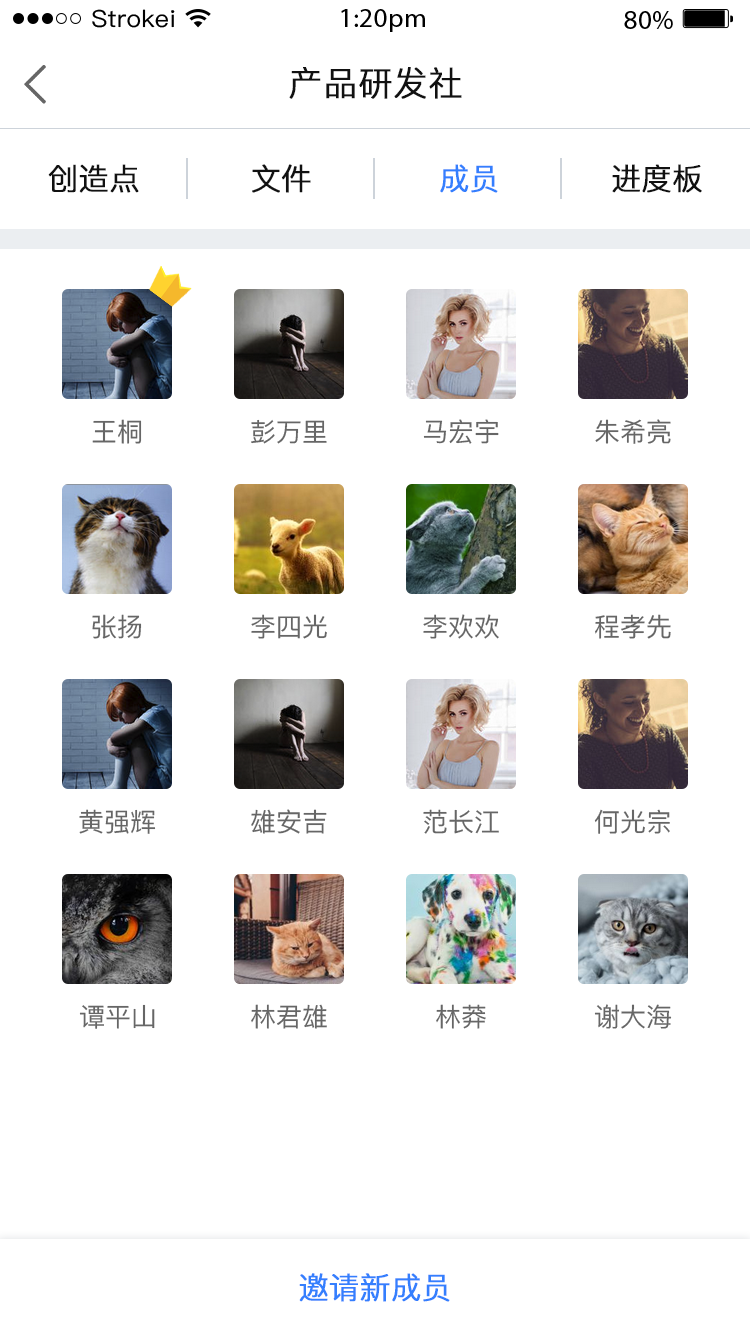 Strokei 1:20pm 80%
产品研发社
创造点 文件 成员 进度板
王桐 彭万里 马宏宇 朱希亮
张扬 李四光 李欢欢 程孝先
黄强辉 雄安吉 范长江 何光宗
谭平山 林君雄 林莽 谢大海
邀请新成员